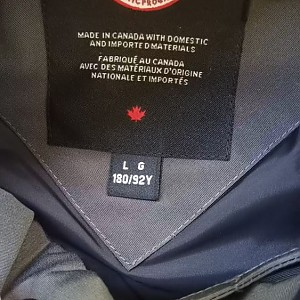 MADE IN CANADA WITH DOMESTIC
AND IMPORTED MATERIALS
FABRIQUÉ AU CANADA
AVEC DES MATÉRIAUX D'ORIGINE
NATIONALE ET IMPORTÉS
L G
180/92Y